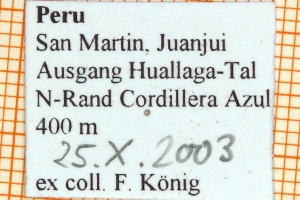 Peru
San Martin, Juanjui
Ausgang Huallaga-Tal
N-Rand Cordillera Azul
400 m
25.X.2003
ex coll. F. König